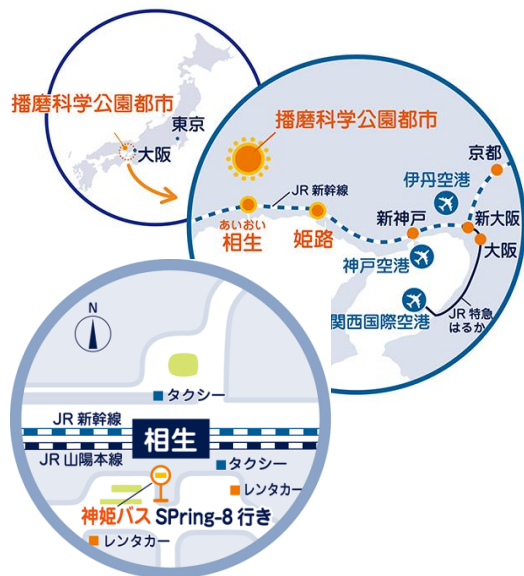 播磨科学公園都市
東京
大阪
播磨科学公園都市
京都
伊丹空港
JR 新幹線
あいおい
相生
姫路
新神戸
新大阪
大阪
神戸空港
関西国際空港
JR 特急
はるか
N
タクシー
JR 新幹線
相生
JR 山陽本線
タクシー
レンタカー
神姫バス SPring-8 行き
レンタカー